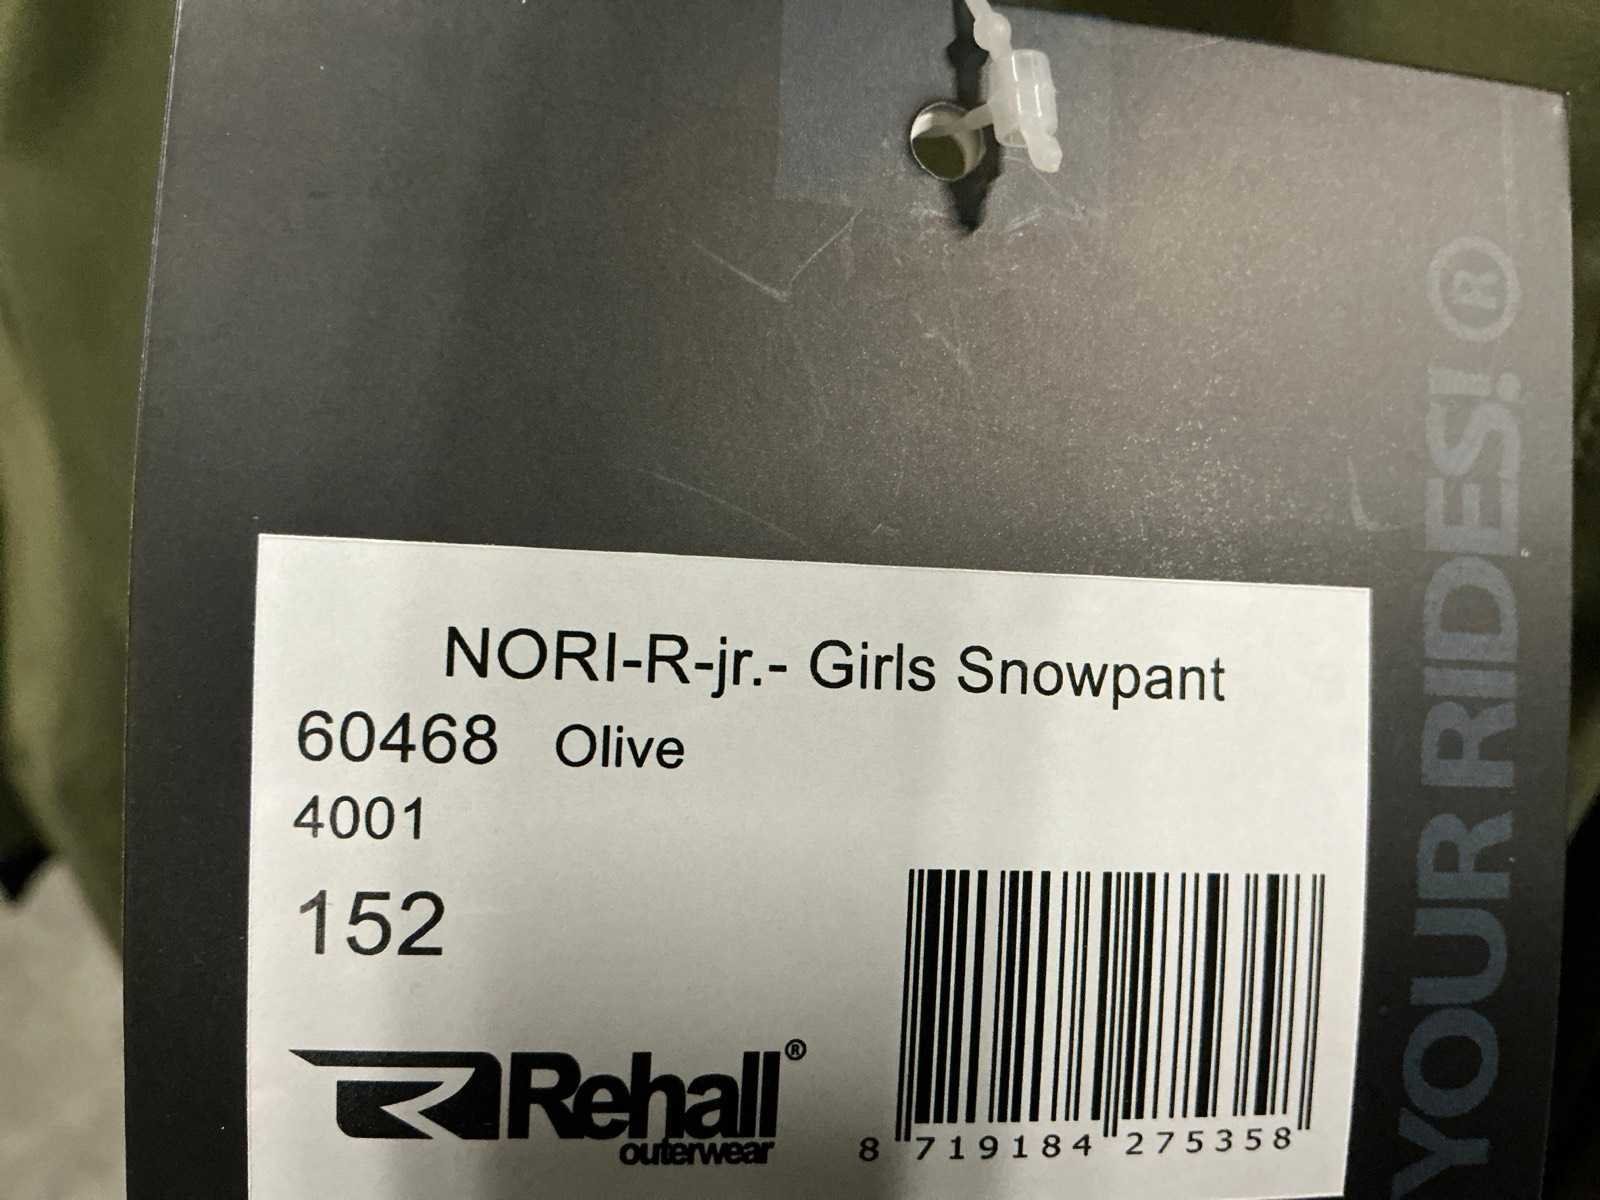 NORI-R-jr.- Girls Snowpant
60468 Olive
4001
152
Rehall®
outerwear
8 719184 275358
YOUR RIDES!®